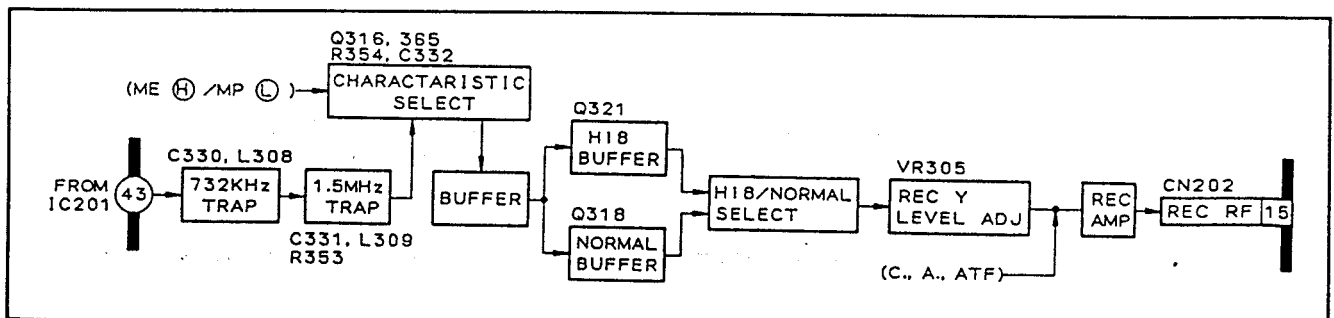 Q316, 365
R354, C332
(ME Ⓗ /MP Ⓛ )
CHARACTARISTIC
SELECT
FROM
IC201
43
C330, L308
732KHz
TRAP
1.5MHz
TRAP
C331, L309
R353
BUFFER
Q321
HI8
BUFFER
Q318
NORMAL
BUFFER
HI8/NORMAL
SELECT
VR305
REC Y
LEVEL ADJ
(C., A., ATF)
REC
AMP
CN202
REC RF 15